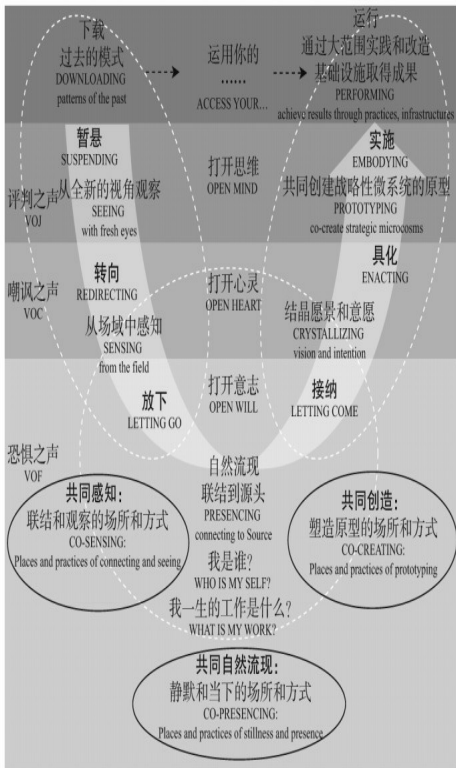 下载
过去的模式
DOWNLOADING
patterns of the past
运用你的
……
ACCESS YOUR…
运行
通过大范围实践和改造
基础设施取得成果
PERFORMING
achieve results through practices, infrastructures
暂悬
SUSPENDING
打开思维
OPEN MIND
实施
EMBODYING
评判之声
VOJ
从全新的视角观察
SEEING
with fresh eyes
共同创建战略性微系统的原型
PROTOTYPING
co-create strategic microcosms
嘲讽之声
VOC
转向
REDIRECTING
打开心灵
OPEN HEART
具化
ENACTING
从场域中感知
SENSING
from the field
结晶愿景和意愿
CRYSTALLIZING
vision and intention
放下
LETTING GO
打开意志
OPEN WILL
接纳
LETTING COME
恐惧之声
VOF
自然流现
联结到源头
PRESENCING
connecting to Source
共同感知：
联结和观察的场所和方式
CO-SENSING:
Places and practices of connecting and seeing
共同创造：
塑造原型的场所和方式
CO-CREATING:
Places and practices of prototyping
我是谁？
WHO IS MY SELF?
我一生的工作是什么？
WHAT IS MY WORK?
共同自然流现：
静默和当下的场所和方式
CO-PRESENCING:
Places and practices of stillness and presence